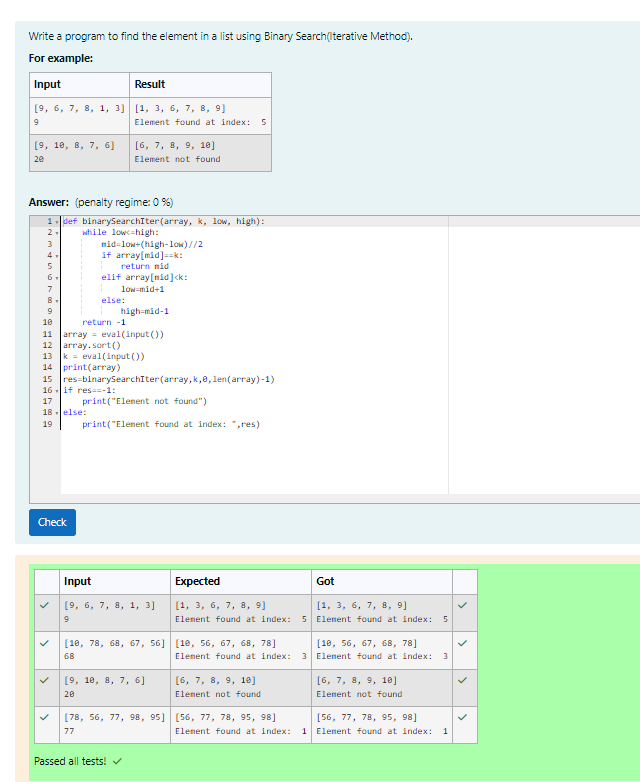 Write a program to find the element in a list using Binary Search(Iterative Method).
For example:
Input Result
[9, 6, 7, 8, 1, 3] [1, 3, 6, 7, 8, 9]
9 Element found at index:  5
[9, 10, 8, 7, 6] [6, 7, 8, 9, 10]
20 Element not found
Answer: (penalty regime: 0 %)
1 def binarySearchIter(array, k, low, high):
2     while low<=high:
3         mid=low+(high-low)//2
4         if array[mid]==k:
5             return mid
6         elif array[mid]<k:
7             low=mid+1
8         else:
9             high=mid-1
10     return -1
11 array = eval(input())
12 array.sort()
13 k = eval(input())
14 print(array)
15 res=binarySearchIter(array,k,0,len(array)-1)
16 if res==-1:
17     print("Element not found")
18 else:
19     print("Element found at index: ",res)
Check
Input Expected Got
✓ [9, 6, 7, 8, 1, 3] [1, 3, 6, 7, 8, 9] [1, 3, 6, 7, 8, 9] ✓
9 Element found at index:  5 Element found at index:  5
✓ [10, 78, 68, 67, 56] [10, 56, 67, 68, 78] [10, 56, 67, 68, 78] ✓
68 Element found at index:  3 Element found at index:  3
✓ [9, 10, 8, 7, 6] [6, 7, 8, 9, 10] [6, 7, 8, 9, 10] ✓
20 Element not found Element not found
✓ [78, 56, 77, 98, 95] [56, 77, 78, 95, 98] [56, 77, 78, 95, 98] ✓
77 Element found at index:  1 Element found at index:  1
Passed all tests! ✓